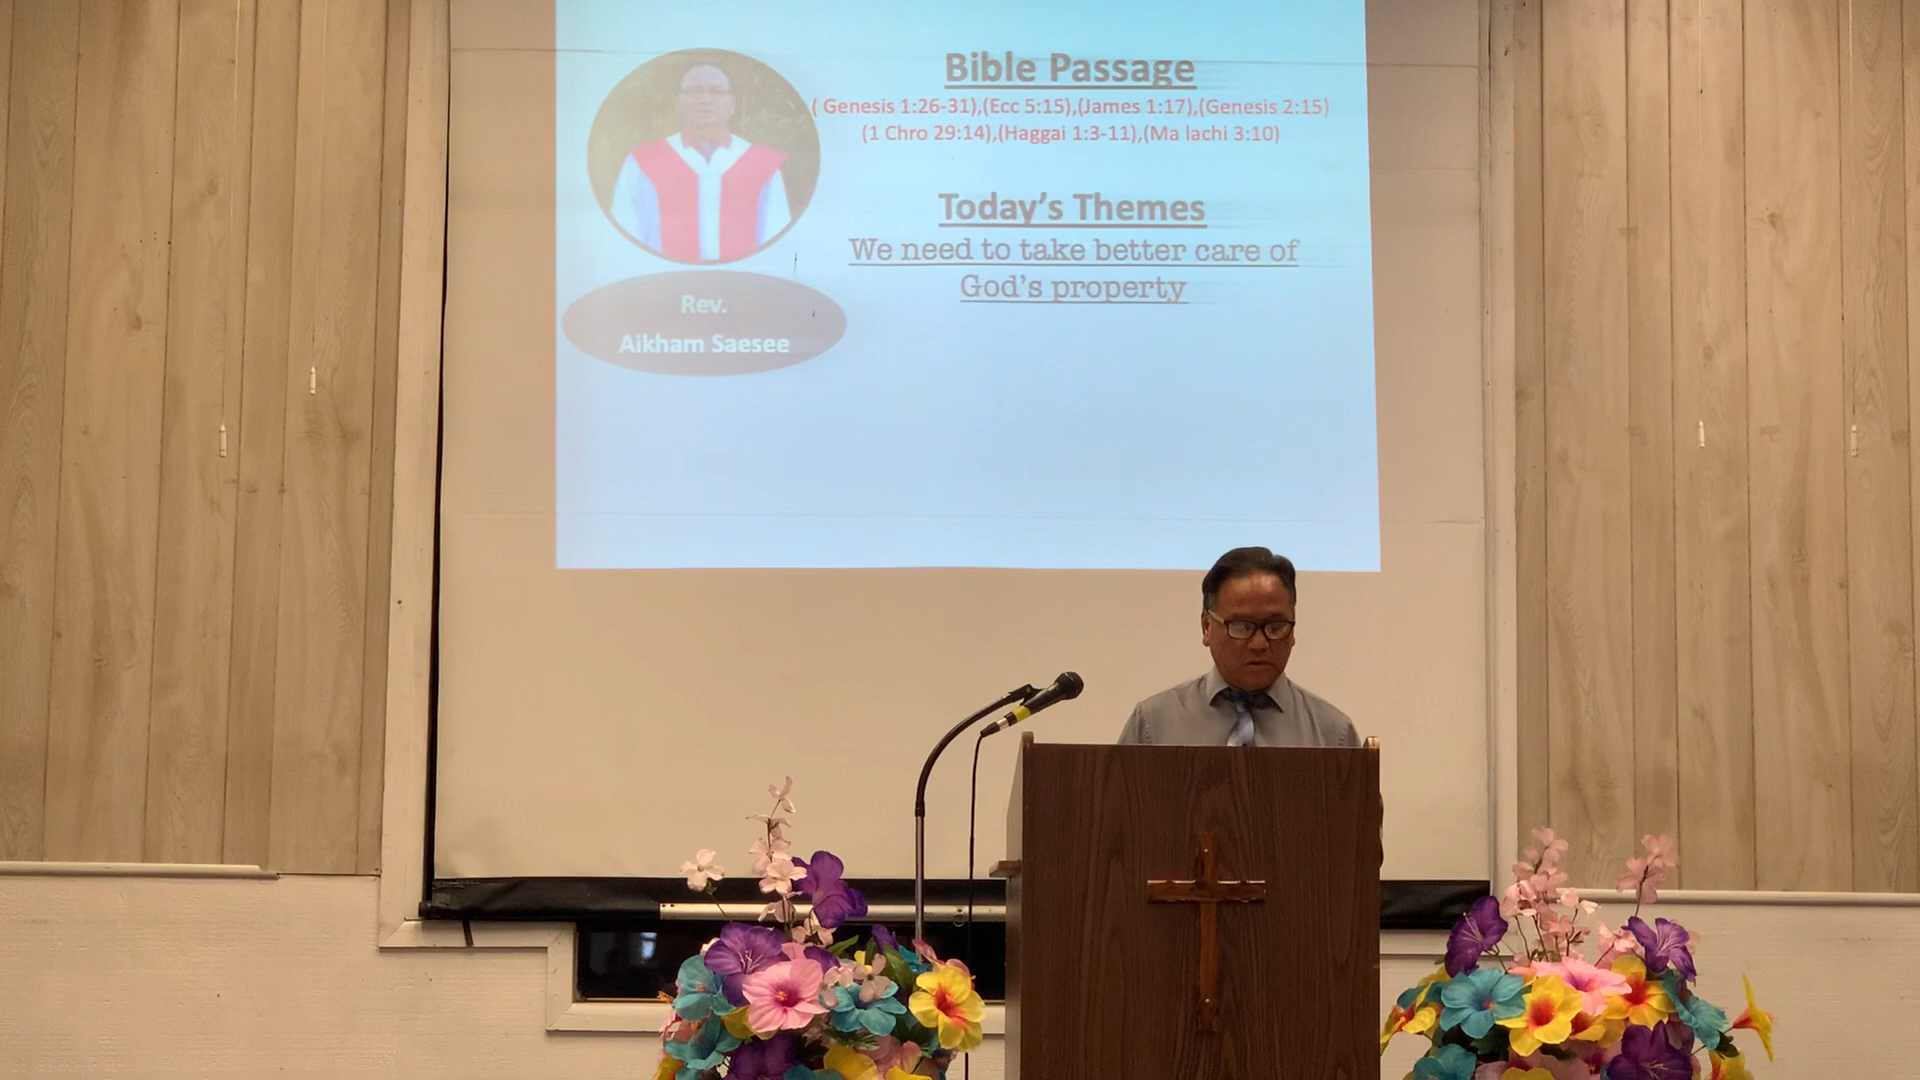 Bible Passage
( Genesis 1:26-31),(Ecc 5:15),(James 1:17),(Genesis 2:15)
(1 Chro 29:14),(Haggai 1:3-11),(Ma lachi 3:10)
Today's Themes
We need to take better care of
God's property
Rev.
Aikham Saesee